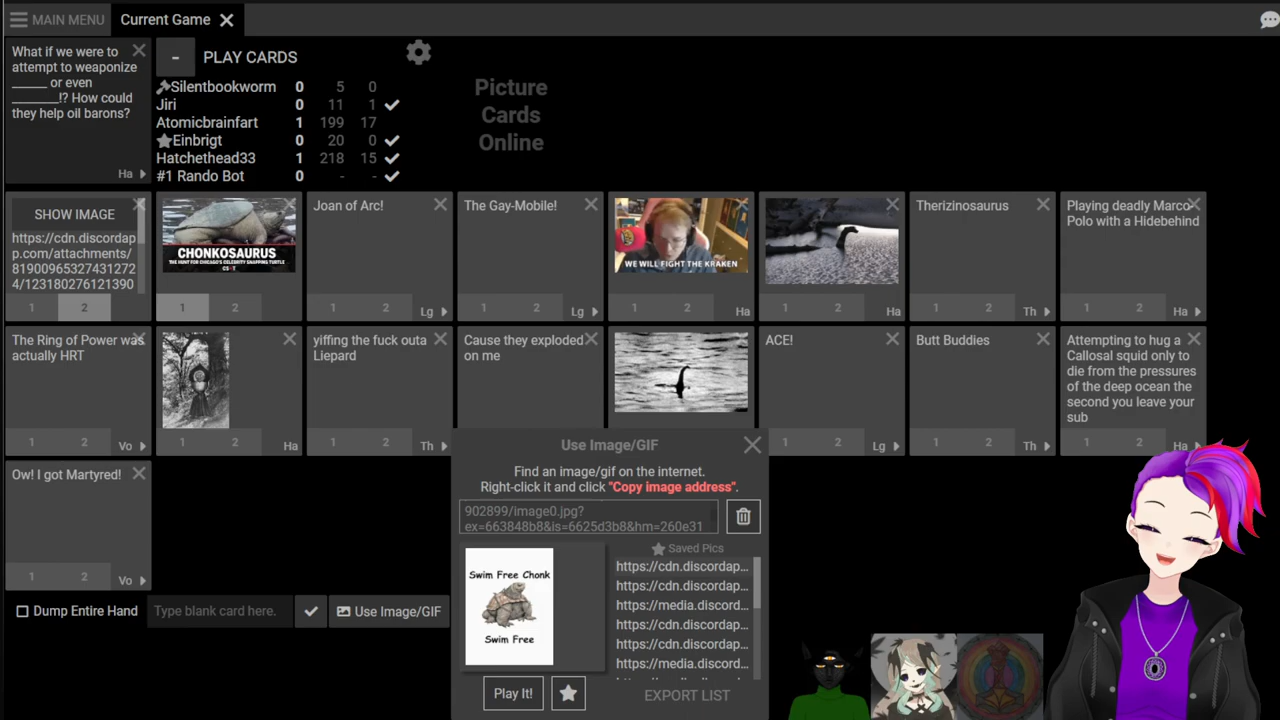 MAIN MENU
Current Game
What if we were to
attempt to weaponize
______ or even
________!? How could
they help oil barons?
Ha
-
PLAY CARDS
Silentbookworm 0 5 0
Jiri 0 11 1
Atomicbrainfart 1 199 17
Einbrigt 0 20 0
Hatchethead33 1 218 15
#1 Rando Bot 0 - -
Picture
Cards
Online
SHOW IMAGE
https://cdn.discordap
p.com/attachments/
81900965327431272
4/123180276121390
1 2
CHONKOSAURUS
THE HUNT FOR CHICAGO'S CELEBRITY SNAPPING TURTLE
1 2
Joan of Arc!
1 2 Lg
The Gay-Mobile!
1 2 Lg
WE WILL FIGHT THE KRAKEN
1 2 Ha
1 2 Ha
Therizinosaurus
1 2 Th
Playing deadly Marco
Polo with a Hidebehind
1 2 Ha
The Ring of Power was
actually HRT
1 2 Vo
1 2 Ha
yiffing the fuck outa
Liepard
1 2 Th
Cause they exploded
on me
ACE!
1 2 Lg
Butt Buddies
1 2 Th
Attempting to hug a
Callosal squid only to
die from the pressures
of the deep ocean the
second you leave your
sub
1 2 Ha
Ow! I got Martyred!
1 2 Vo
Dump Entire Hand
Type blank card here.
Use Image/GIF
Use Image/GIF
Find an image/gif on the internet.
Right-click it and click "Copy image address".
902899/image0.jpg?
ex=663848b8&is=6625d3b8&hm=260e31
Swim Free Chonk
Swim Free
Saved Pics
https://cdn.discordap...
https://cdn.discordap...
https://media.discord...
https://cdn.discordap...
https://cdn.discordap...
https://media.discord...
Play It!
EXPORT LIST